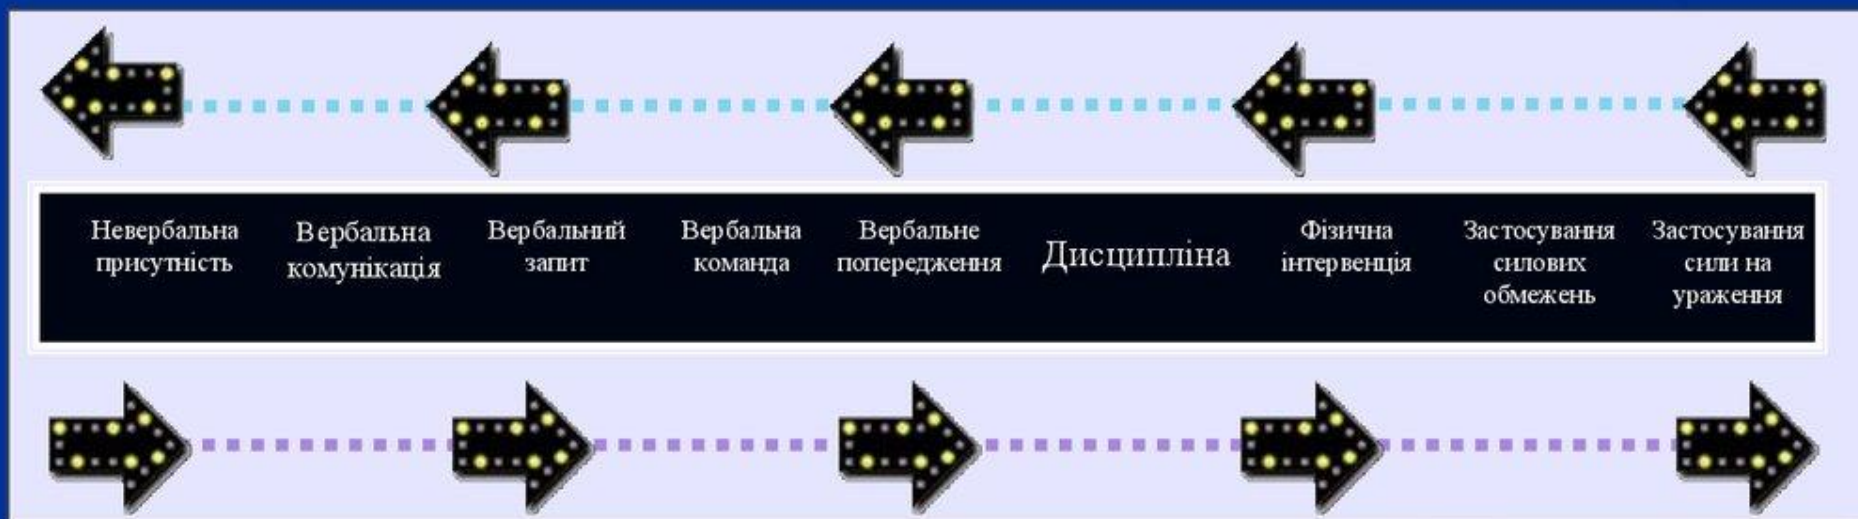 Невербальна
присутність
Вербальна
комунікація
Вербальний
запит
Вербальна
команда
Вербальне
попередження
Дисципліна
Фізична
інтервенція
Застосування
силових
обмежень
Застосування
сили на
ураження